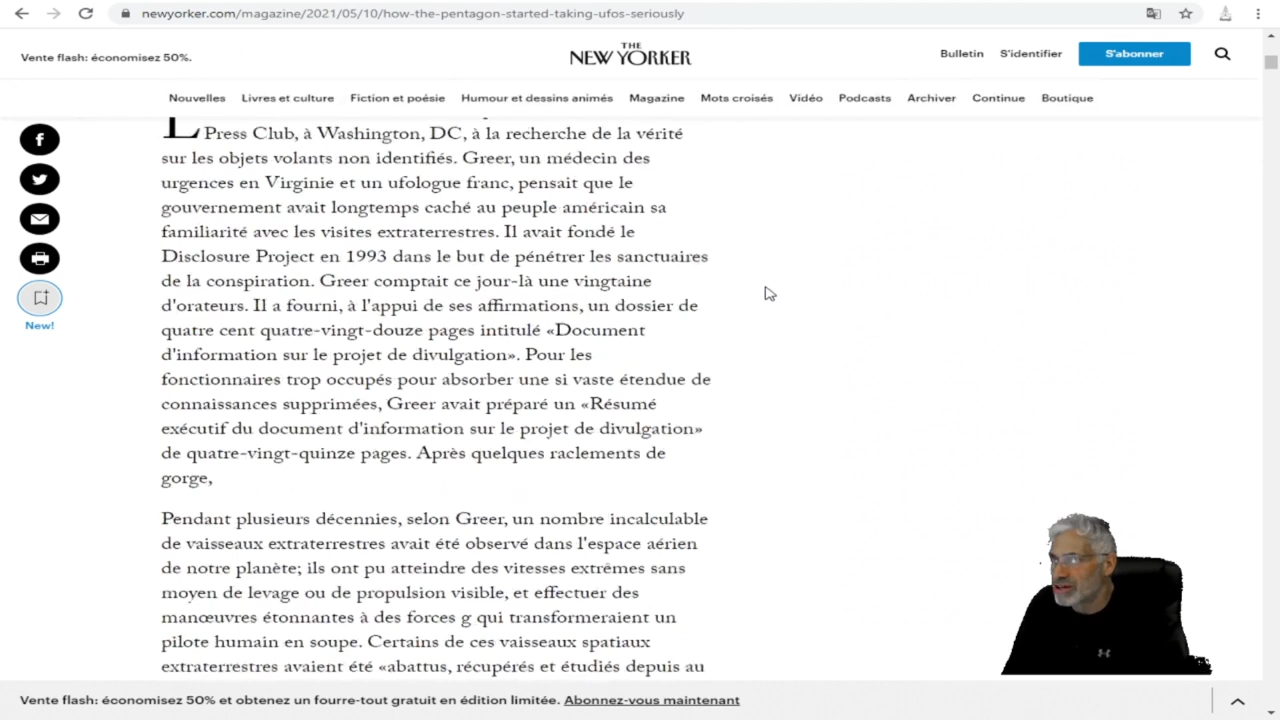 newyorker.com/magazine/2021/05/10/how-the-pentagon-started-taking-ufos-seriously
Vente flash: économisez 50%.
THE
NEW YORKER
Bulletin
S'identifier
S'abonner
Nouvelles
Livres et culture
Fiction et poésie
Humour et dessins animés
Magazine
Mots croisés
Vidéo
Podcasts
Archiver
Continue
Boutique
New!
L
Press Club, à Washington, DC, à la recherche de la vérité
sur les objets volants non identifiés. Greer, un médecin des
urgences en Virginie et un ufologue franc, pensait que le
gouvernement avait longtemps caché au peuple américain sa
familiarité avec les visites extraterrestres. Il avait fondé le
Disclosure Project en 1993 dans le but de pénétrer les sanctuaires
de la conspiration. Greer comptait ce jour-là une vingtaine
d'orateurs. Il a fourni, à l'appui de ses affirmations, un dossier de
quatre cent quatre-vingt-douze pages intitulé «Document
d'information sur le projet de divulgation». Pour les
fonctionnaires trop occupés pour absorber une si vaste étendue de
connaissances supprimées, Greer avait préparé un «Résumé
exécutif du document d'information sur le projet de divulgation»
de quatre-vingt-quinze pages. Après quelques raclements de
gorge,
Pendant plusieurs décennies, selon Greer, un nombre incalculable
de vaisseaux extraterrestres avait été observé dans l'espace aérien
de notre planète; ils ont pu atteindre des vitesses extrêmes sans
moyen de levage ou de propulsion visible, et effectuer des
manœuvres étonnantes à des forces g qui transformeraient un
pilote humain en soupe. Certains de ces vaisseaux spatiaux
extraterrestres avaient été «abattus, récupérés et étudiés depuis au
Vente flash: économisez 50% et obtenez un fourre-tout gratuit en édition limitée. Abonnez-vous maintenant